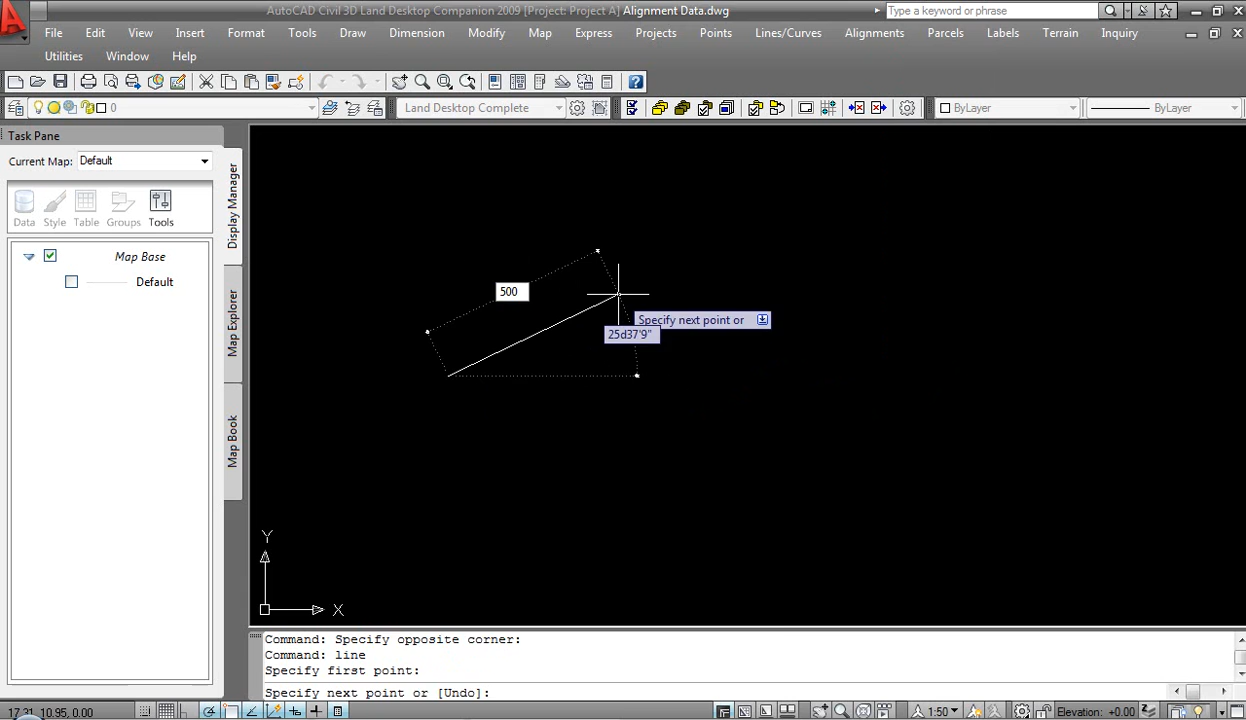 AutoCAD Civil 3D Land Desktop Companion 2009 [Project: Project A] Alignment Data.dwg
Type a keyword or phrase
File Edit View Insert Format Tools Draw Dimension Modify Map Express Projects Points Lines/Curves Alignments Parcels Labels Terrain Inquiry
Utilities Window Help
0
Land Desktop Complete
ByLayer
ByLayer
Task Pane
Current Map: Default
Data Style Table Groups Tools
Map Base
Default
Display Manager
Map Explorer
Map Book
500
Specify next point or
25d37'9"
Y
X
Command: Specify opposite corner:
Command: line
Specify first point:
Specify next point or [Undo]:
17.31, 10.95, 0.00
1:50
Elevation: +0.00